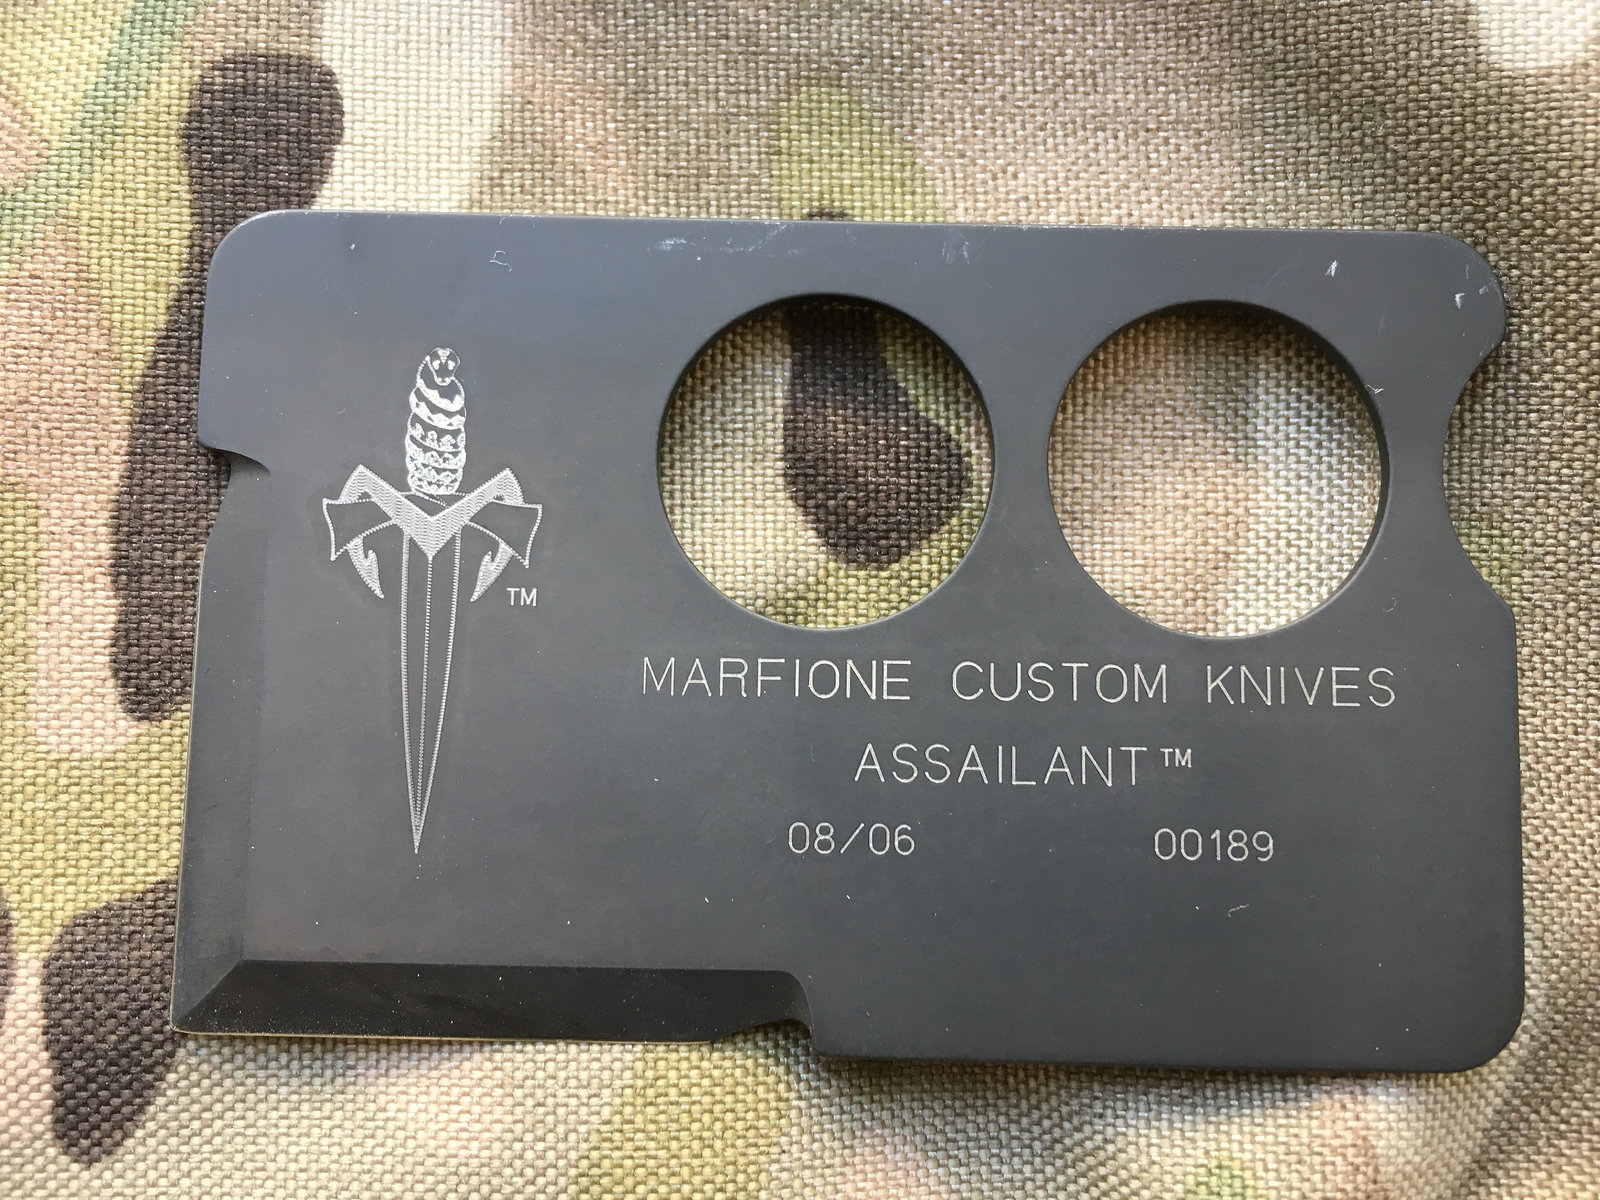 TM
MARFIONE CUSTOM KNIVES
ASSAILANT™
08/06 00189